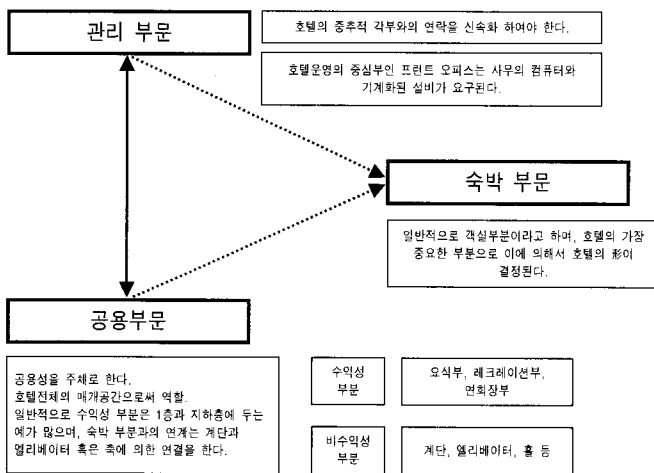 관리 부문
호텔의 중추적 각부와의 연락을 신속화 하여야 한다.
호텔운영의 중심부인 프런트 오피스는 사무의 컴퓨터와
기계화된 설비가 요구된다.
숙박 부문
일반적으로 객실부분이라고 하며, 호텔의 가장
중요한 부분으로 이에 의해서 호텔의 形이
결정된다.
공용부문
공용성을 주체로 한다.
호텔전체의 매개공간으로써 역할.
일반적으로 수익성 부분은 1층과 지하층에 두는
예가 많으며, 숙박 부분과의 연계는 계단과
엘리베이터 혹은 축에 의한 연결을 한다.
수익성
부분
요식부, 레크레이션부,
연회장부
비수익성
부분
계단, 엘리베이터, 홀 등